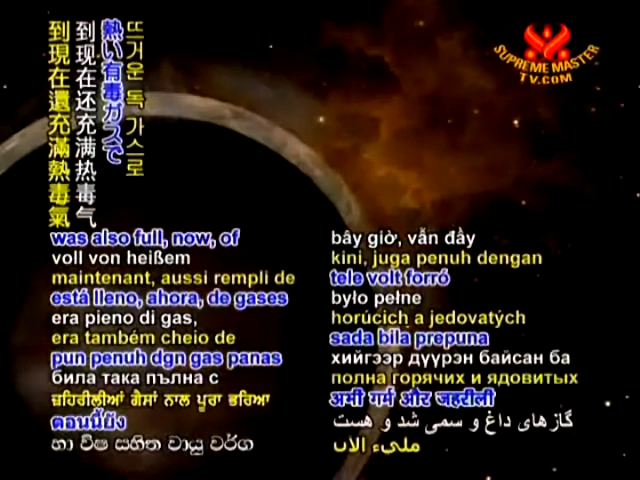 到現在還充滿熱毒氣
到现在还充满热毒气
熱い有毒ガスで
뜨거운 독 가스로
SUPREME MASTER
TV.COM
was also full, now, of
voll von heißem
maintenant, aussi rempli de
está lleno, ahora, de gases
era pieno di gas,
era também cheio de
pun penuh dgn gas panas
била така пълна с
ਜ਼ਹਿਰੀਲੀਆਂ ਗੈਸਾਂ ਨਾਲ ਪੂਰਾ ਭਰਿਆ
ตอนนี้ยัง
හා විෂ සහිත වායු වර්ග
bây giờ, vẫn đầy
kini, juga penuh dengan
tele volt forró
było pełne
horúcich a jedovatých
sada bila prepuna
хийгээр дүүрэн байсан ба
полна горячих и ядовитых
अभी गर्म और जहरीली
گازهای داغ و سمی شد و هست
مليء الآن